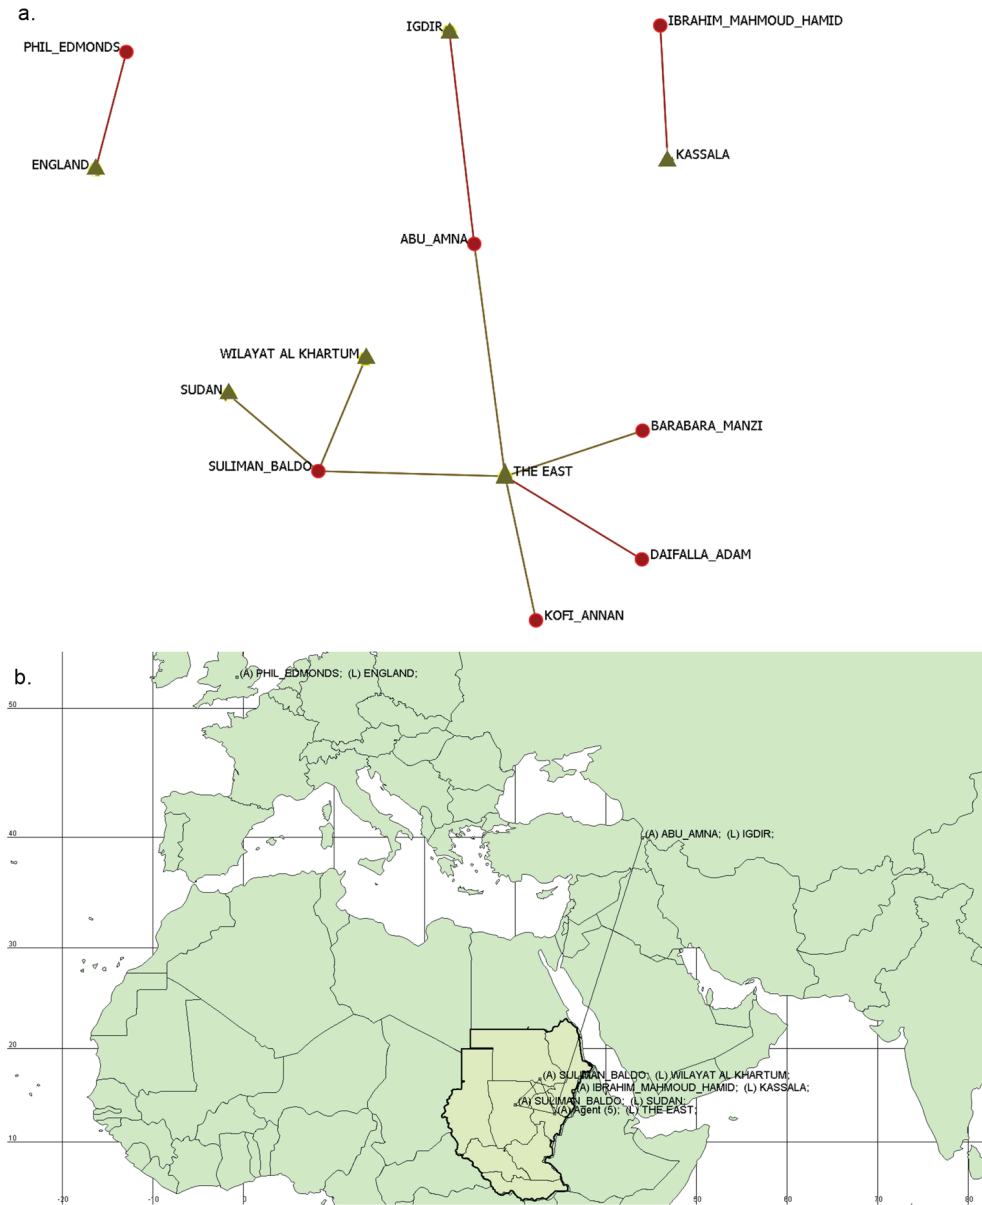 a.
PHIL_EDMONDS
IGDIR
IBRAHIM_MAHMOUD_HAMID
ENGLAND
KASSALA
ABU_AMNA
WILAYAT AL KHARTUM
SUDAN
BARABARA_MANZI
SULIMAN_BALDO
THE EAST
DAIFALLA_ADAM
KOFI_ANNAN
b.
(A) PHIL_EDMONDS; (L) ENGLAND;
50
(A) ABU_AMNA; (L) IGDIR;
40
30
20
(A) SULIMAN_BALDO; (L) WILAYAT AL KHARTUM;
(A) IBRAHIM_MAHMOUD_HAMID; (L) KASSALA;
(A) SULIMAN_BALDO; (L) SUDAN;
(A) Agent (5); (L) THE EAST;
10
-20 -10 0 10 20 50 60 70 80